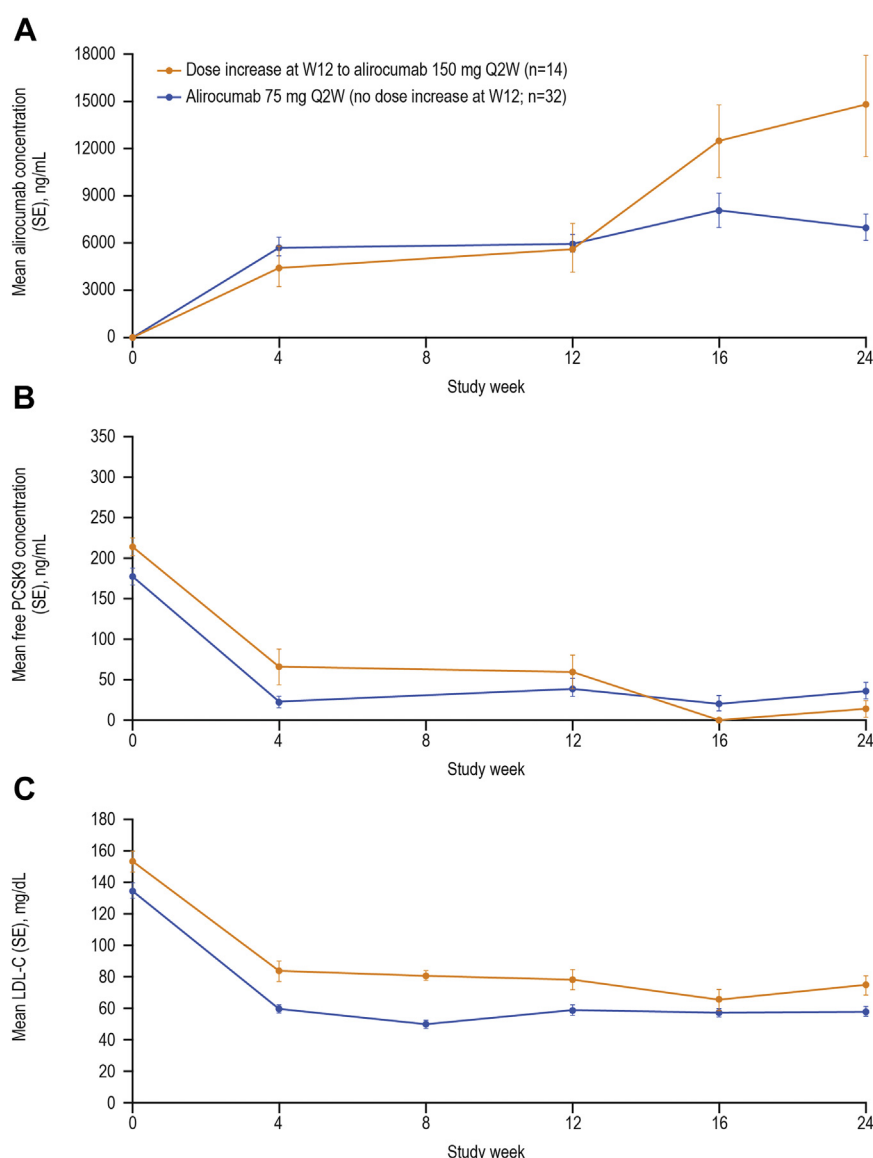 A
Mean alirocumab concentration
(SE), ng/mL
18000
15000
12000
9000
6000
3000
0
Dose increase at W12 to alirocumab 150 mg Q2W (n=14)
Alirocumab 75 mg Q2W (no dose increase at W12; n=32)
0 4 8 12 16 24
Study week
B
Mean free PCSK9 concentration
(SE), ng/mL
350
300
250
200
150
100
50
0
0 4 8 12 16 24
Study week
C
Mean LDL-C (SE), mg/dL
180
160
140
120
100
80
60
40
20
0
0 4 8 12 16 24
Study week